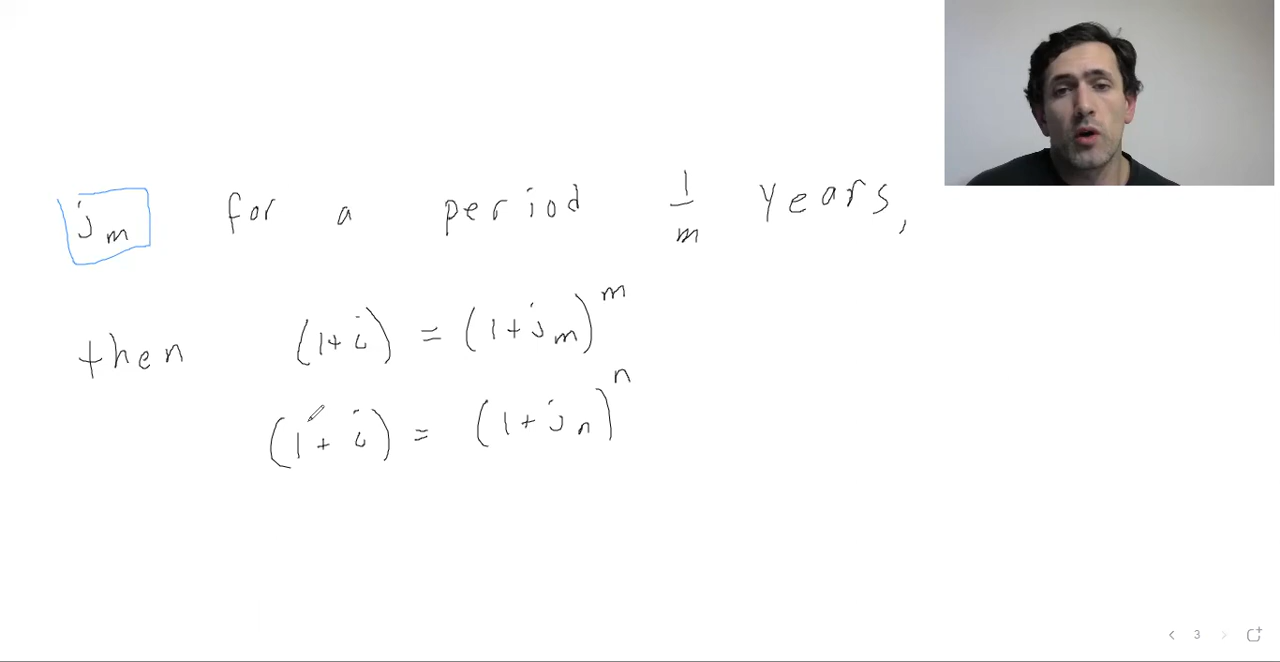 j_m for a period 1/m years,
then (1+i) = (1+j_m)^m
(1+i) = (1+j_n)^n
3